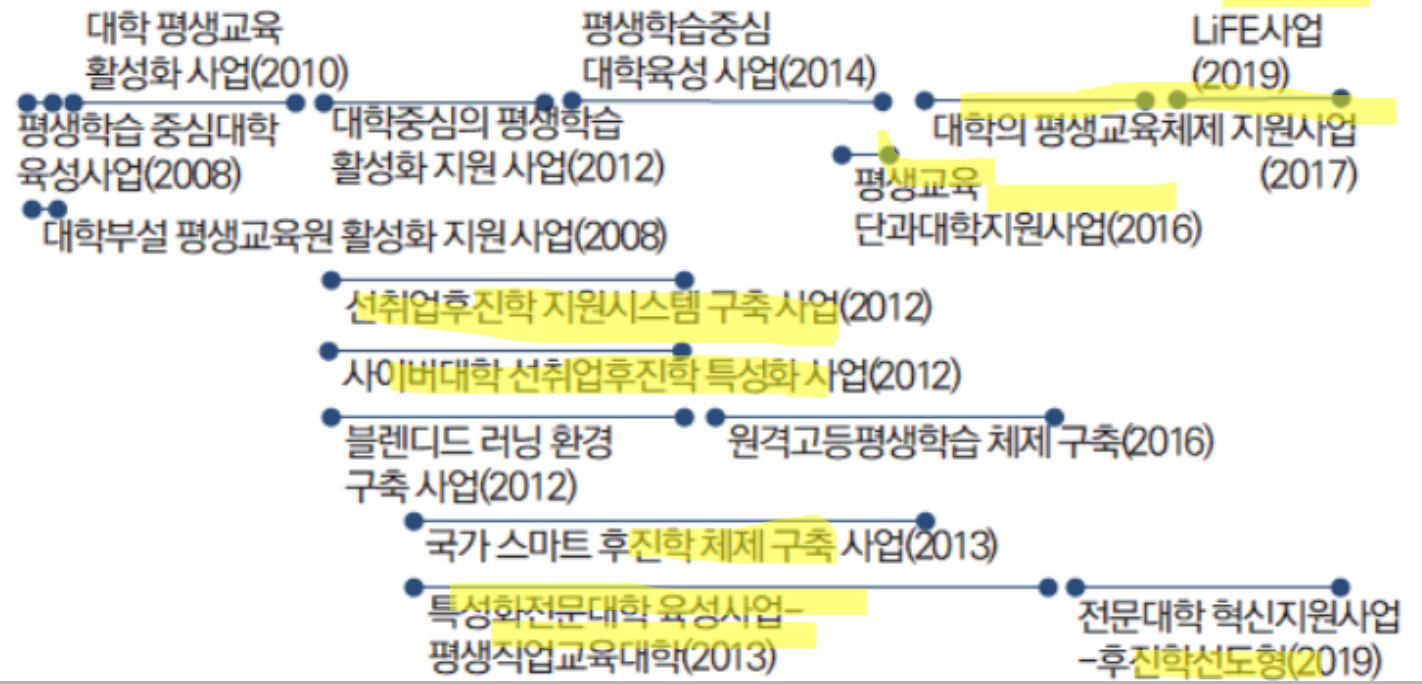 대학 평생교육
활성화 사업(2010)
평생학습중심
대학육성 사업(2014)
LiFE사업
(2019)
평생학습 중심대학
육성사업(2008)
대학중심의 평생학습
활성화 지원 사업(2012)
대학의 평생교육체제 지원사업
(2017)
평생교육
단과대학지원사업(2016)
대학부설 평생교육원 활성화 지원 사업(2008)
선취업후진학 지원시스템 구축 사업(2012)
사이버대학 선취업후진학 특성화 사업(2012)
블렌디드 러닝 환경
구축 사업(2012)
원격고등평생학습 체제 구축(2016)
국가 스마트 후진학 체제 구축 사업(2013)
특성화전문대학 육성사업-
평생직업교육대학(2013)
전문대학 혁신지원사업
-후진학선도형(2019)